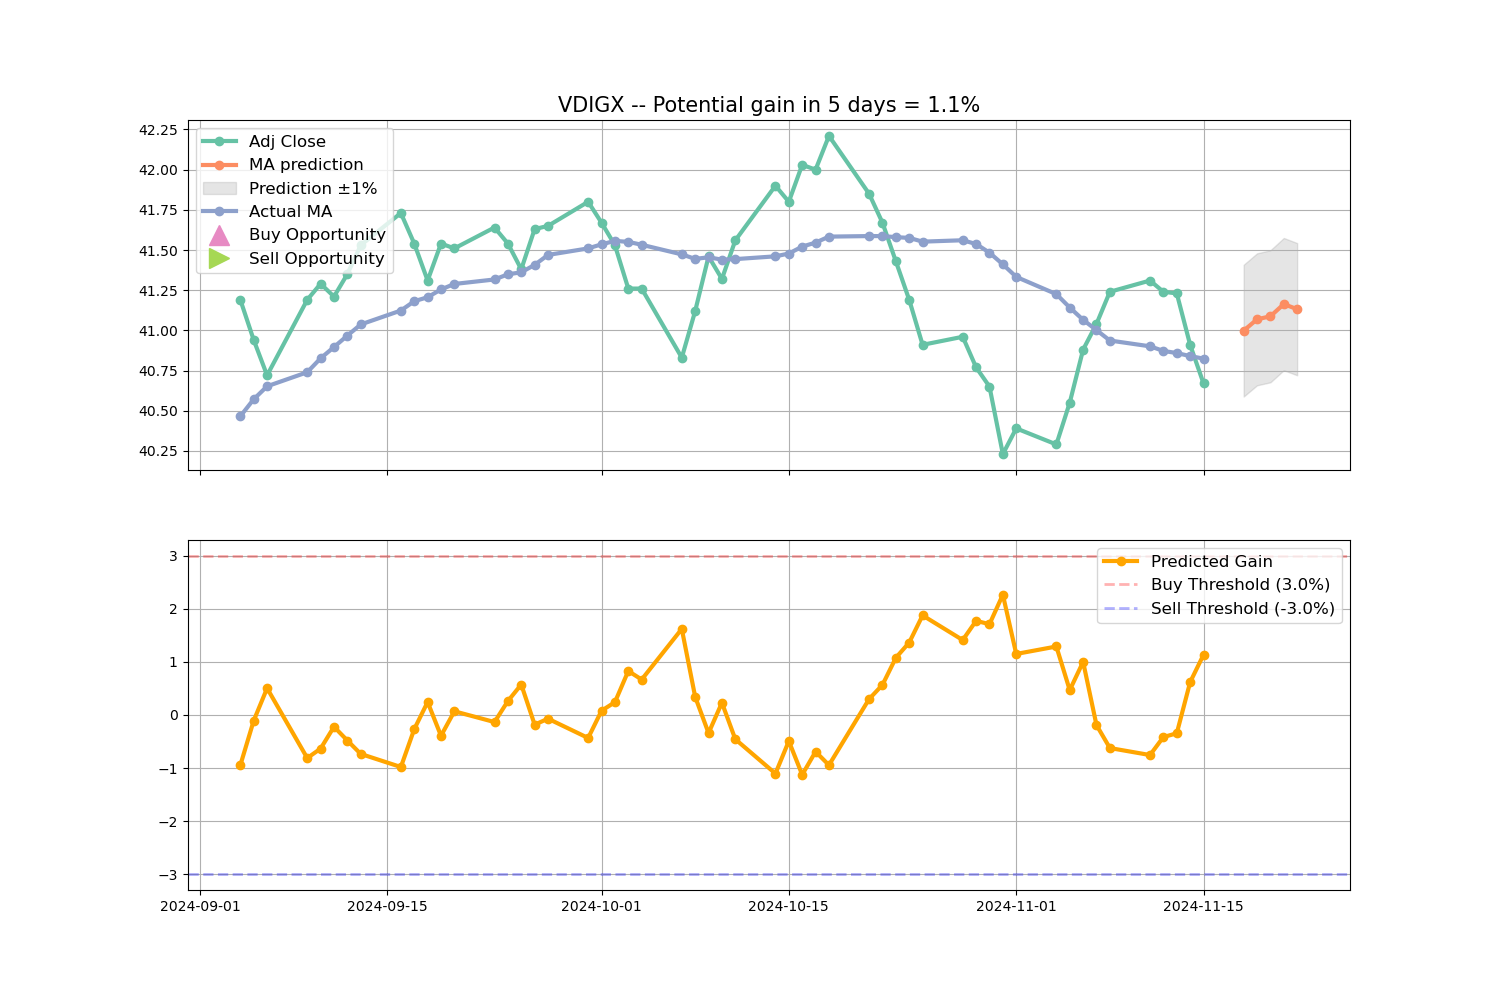 VDIGX -- Potential gain in 5 days = 1.1%
42.25
42.00
41.75
41.50
41.25
41.00
40.75
40.50
40.25
Adj Close
MA prediction
Prediction ±1%
Actual MA
Buy Opportunity
Sell Opportunity
3
2
1
0
−1
−2
−3
Predicted Gain
Buy Threshold (3.0%)
Sell Threshold (-3.0%)
2024-09-01 2024-09-15 2024-10-01 2024-10-15 2024-11-01 2024-11-15